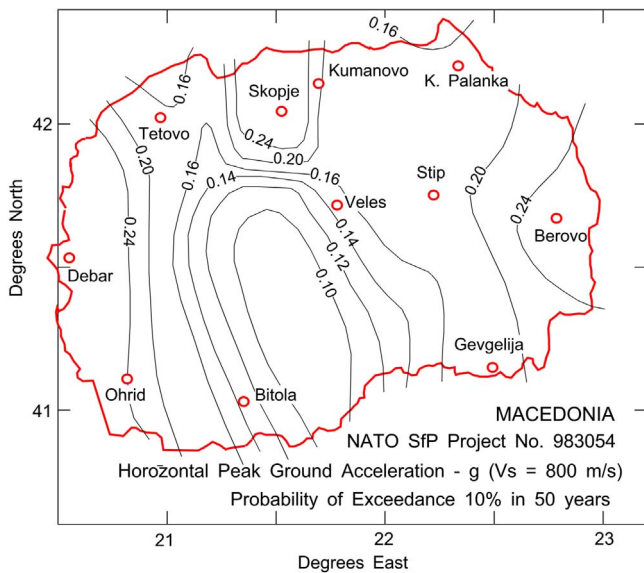 0.16
0.16
Kumanovo
K. Palanka
Skopje
42
Tetovo
0.24
0.20
0.20
0.16
0.14
0.16
0.20
Stip
Veles
0.24
0.24
0.14
Berovo
0.12
Debar
0.10
Degrees North
Gevgelija
Ohrid
Bitola
41
MACEDONIA
NATO SfP Project No. 983054
Horozontal Peak Ground Acceleration - g (Vs = 800 m/s)
Probability of Exceedance 10% in 50 years
21
22
23
Degrees East